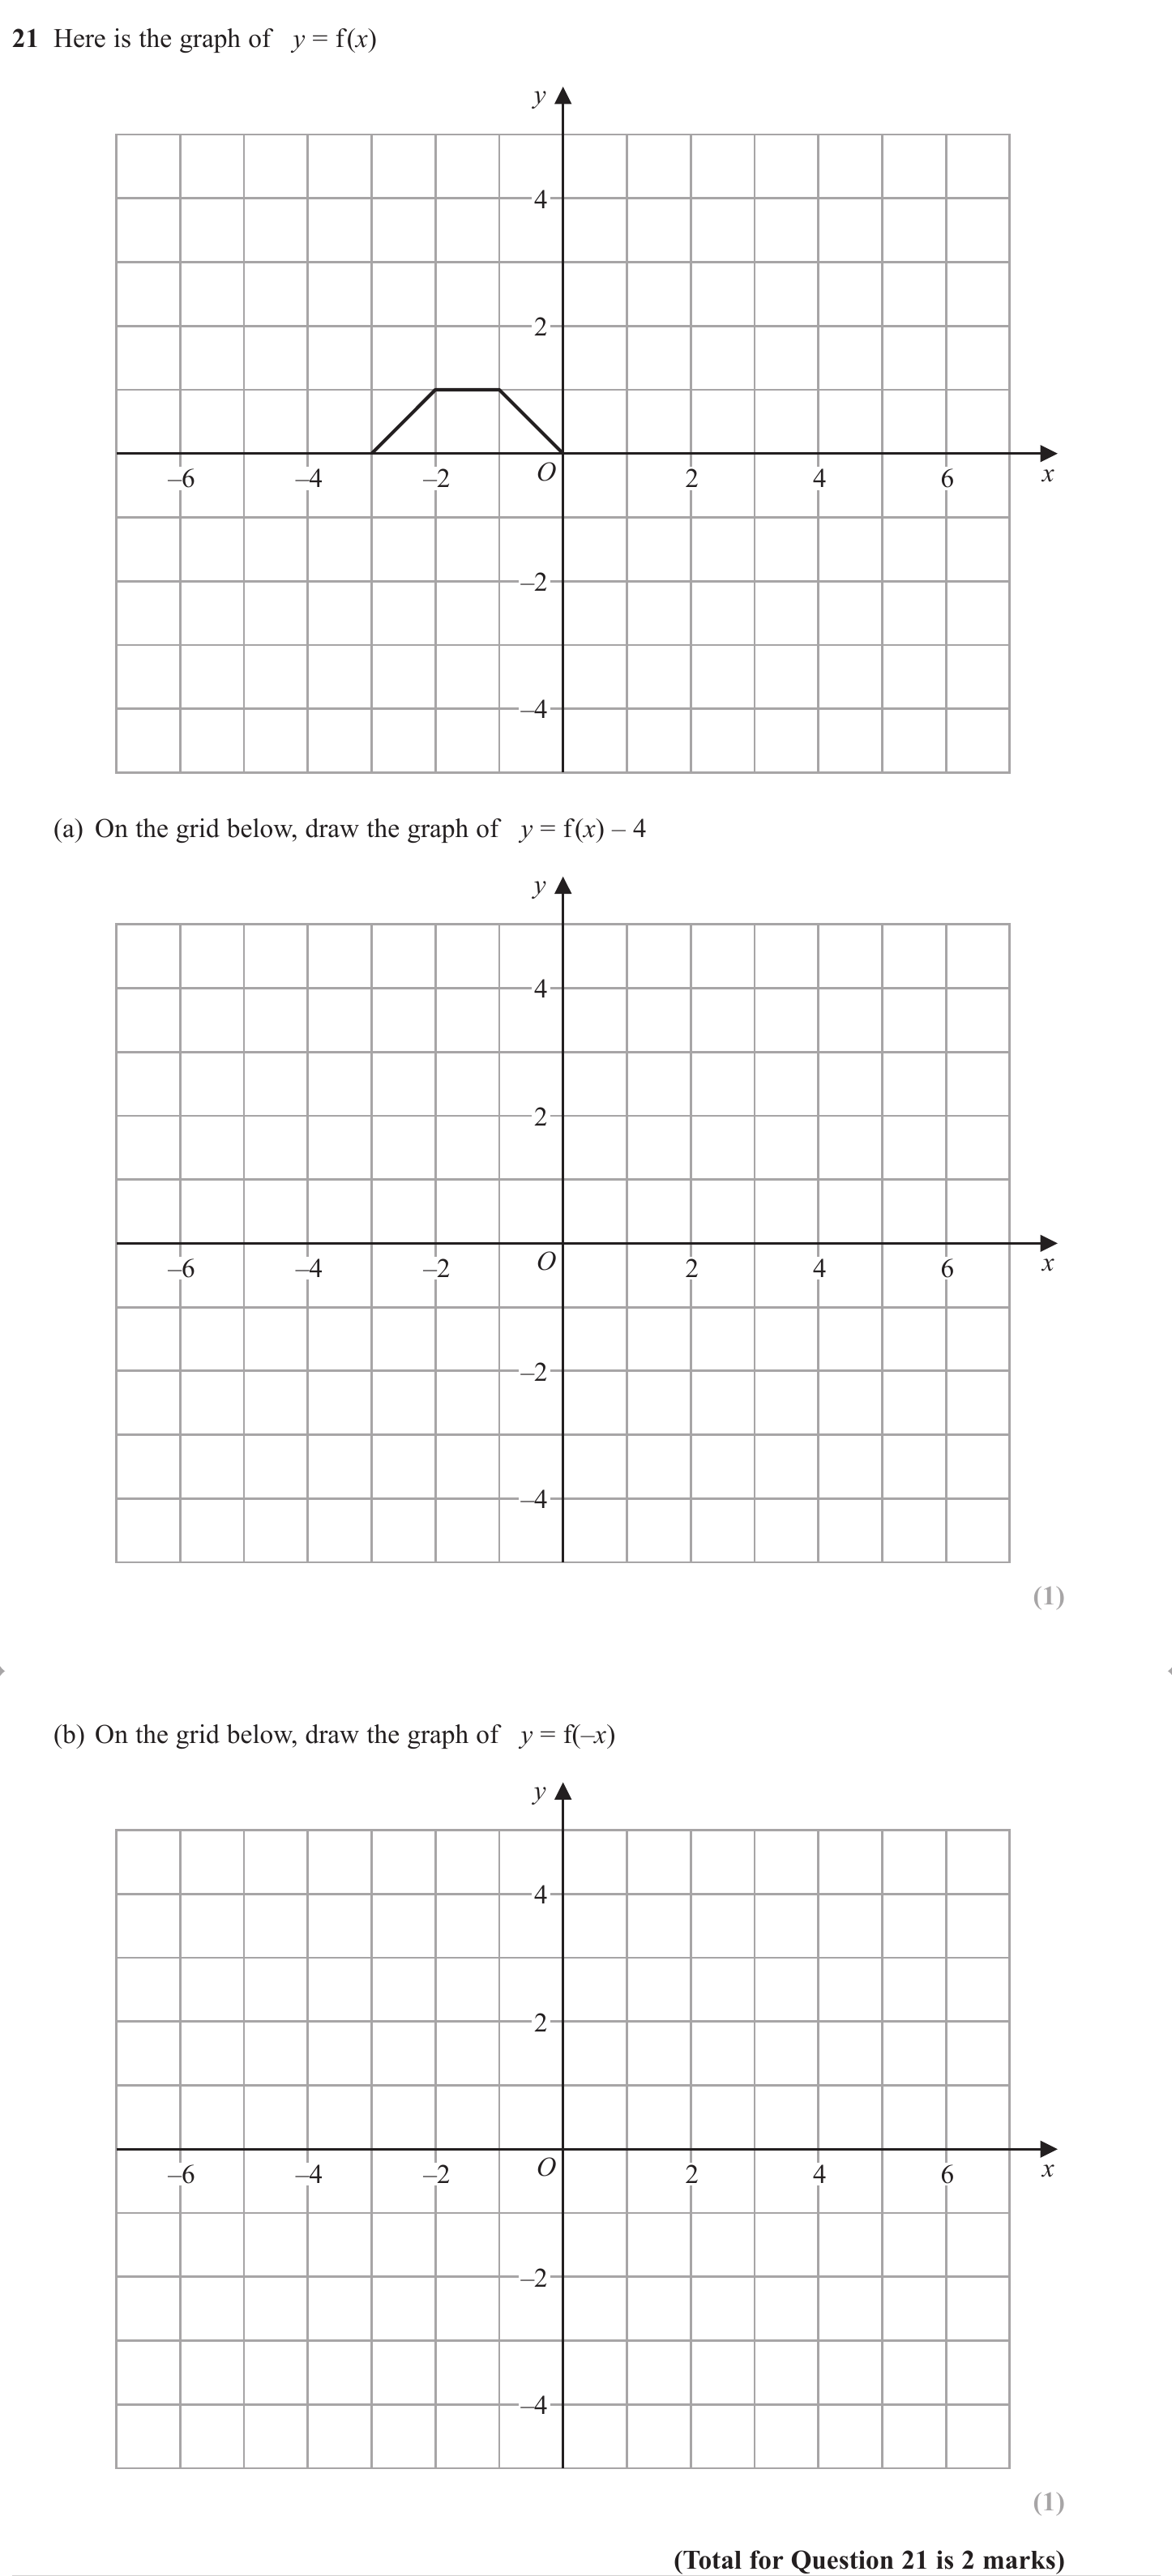 21 Here is the graph of y = f(x)
y
4
2
–6 –4 –2 O 2 4 6 x
–2
–4
(a) On the grid below, draw the graph of y = f(x) – 4
y
4
2
–6 –4 –2 O 2 4 6 x
–2
–4
(1)
(b) On the grid below, draw the graph of y = f(–x)
y
4
2
–6 –4 –2 O 2 4 6 x
–2
–4
(1)
(Total for Question 21 is 2 marks)